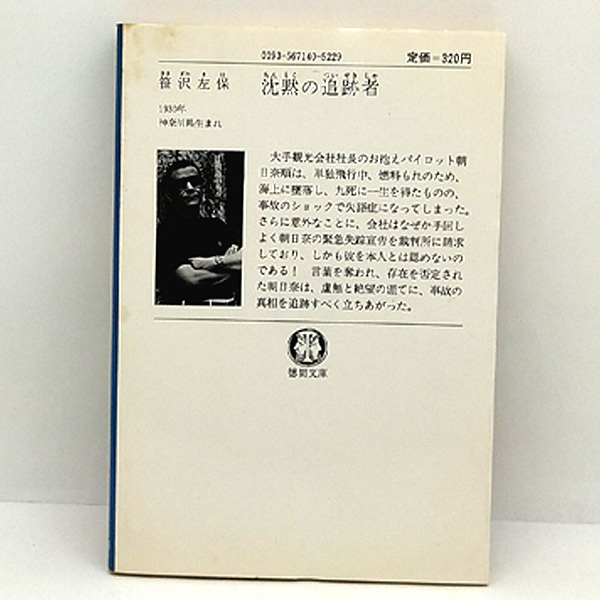 0293-567140-5229
定価=320円
笹沢左保 沈黙の追跡者
1930年
神奈川県生まれ
大手観光会社社長のお抱えパイロット朝
日奈順は、単独飛行中、燃料もれのため、
海上に墜落し、九死に一生を得たものの、
事故のショックで失語症になってしまった。
さらに意外なことに、会社はなぜか手回し
よく朝日奈の緊急失踪宣告を裁判所に請求
しており、しかも彼を本人とは認めないの
である! 言葉を奪われ、存在を否定され
た朝日奈は、虚無と絶望の涯てに、事故の
真相を追跡すべく立ちあがった。
徳間文庫